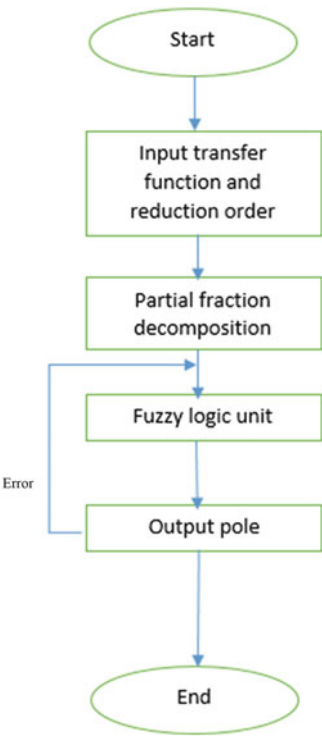 Start
Input transfer
function and
reduction order
Partial fraction
decomposition
Fuzzy logic unit
Error
Output pole
End